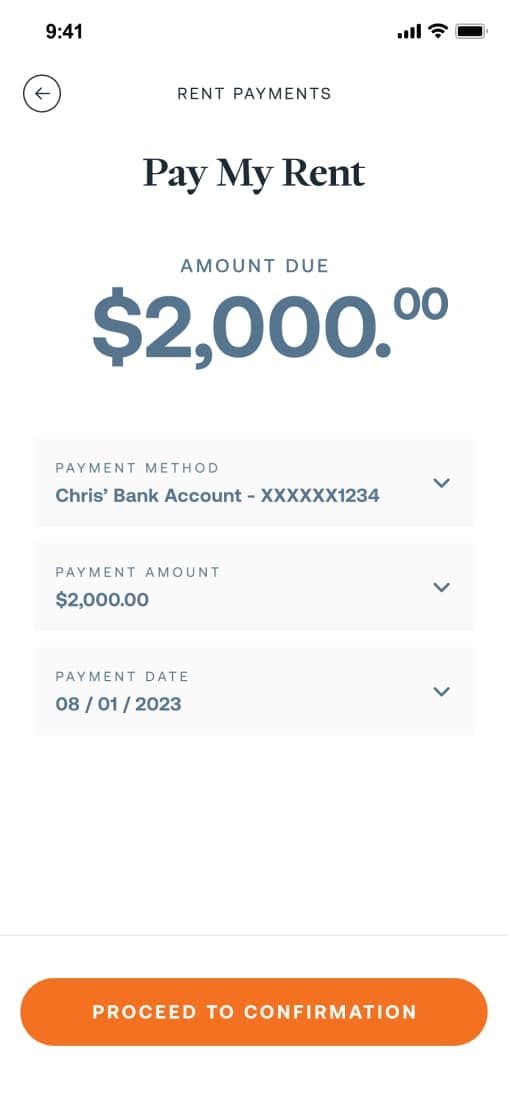 9:41
RENT PAYMENTS
Pay My Rent
AMOUNT DUE
$2,000.00
PAYMENT METHOD
Chris’ Bank Account - XXXXXX1234
PAYMENT AMOUNT
$2,000.00
PAYMENT DATE
08 / 01 / 2023
PROCEED TO CONFIRMATION